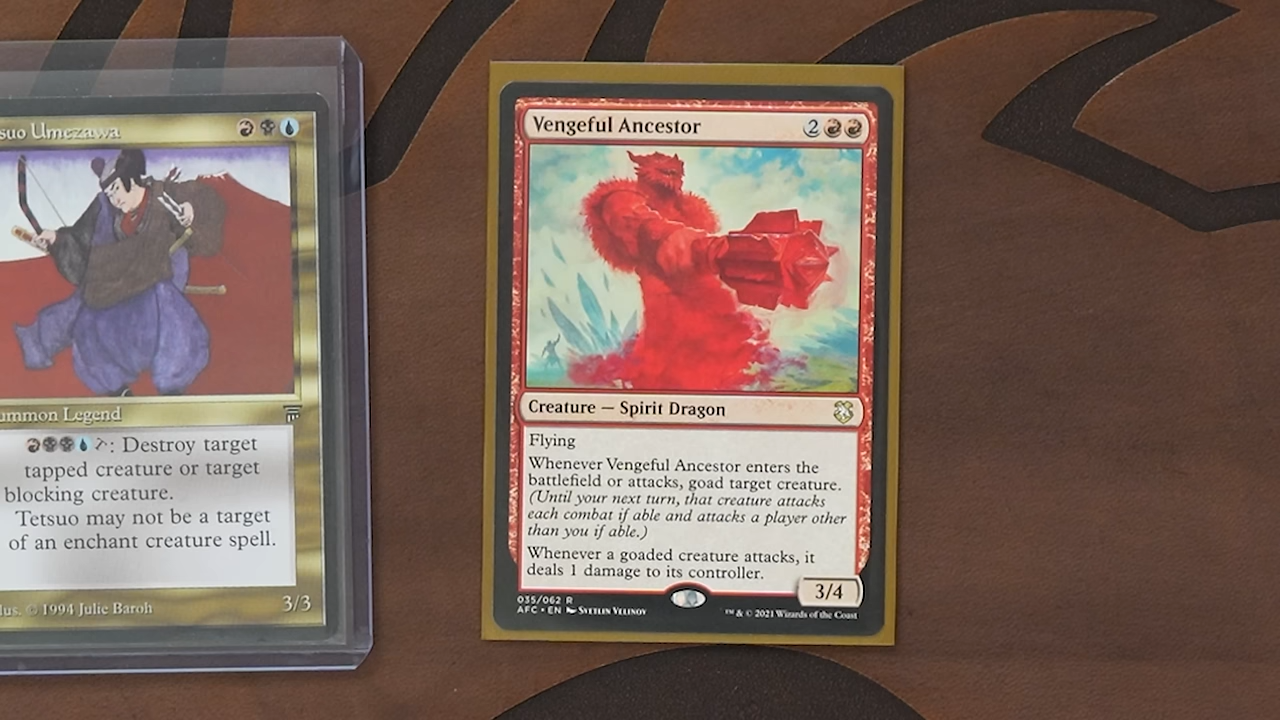 suo Umezawa
ummon Legend
: Destroy target
tapped creature or target
blocking creature.
Tetsuo may not be a target
of an enchant creature spell.
lus. © 1994 Julie Baroh
3/3
Vengeful Ancestor
2
Creature — Spirit Dragon
Flying
Whenever Vengeful Ancestor enters the
battlefield or attacks, goad target creature.
(Until your next turn, that creature attacks
each combat if able and attacks a player other
than you if able.)
Whenever a goaded creature attacks, it
deals 1 damage to its controller.
3/4
035/062 R
AFC • EN Svetlin Velinov
™ & © 2021 Wizards of the Coast